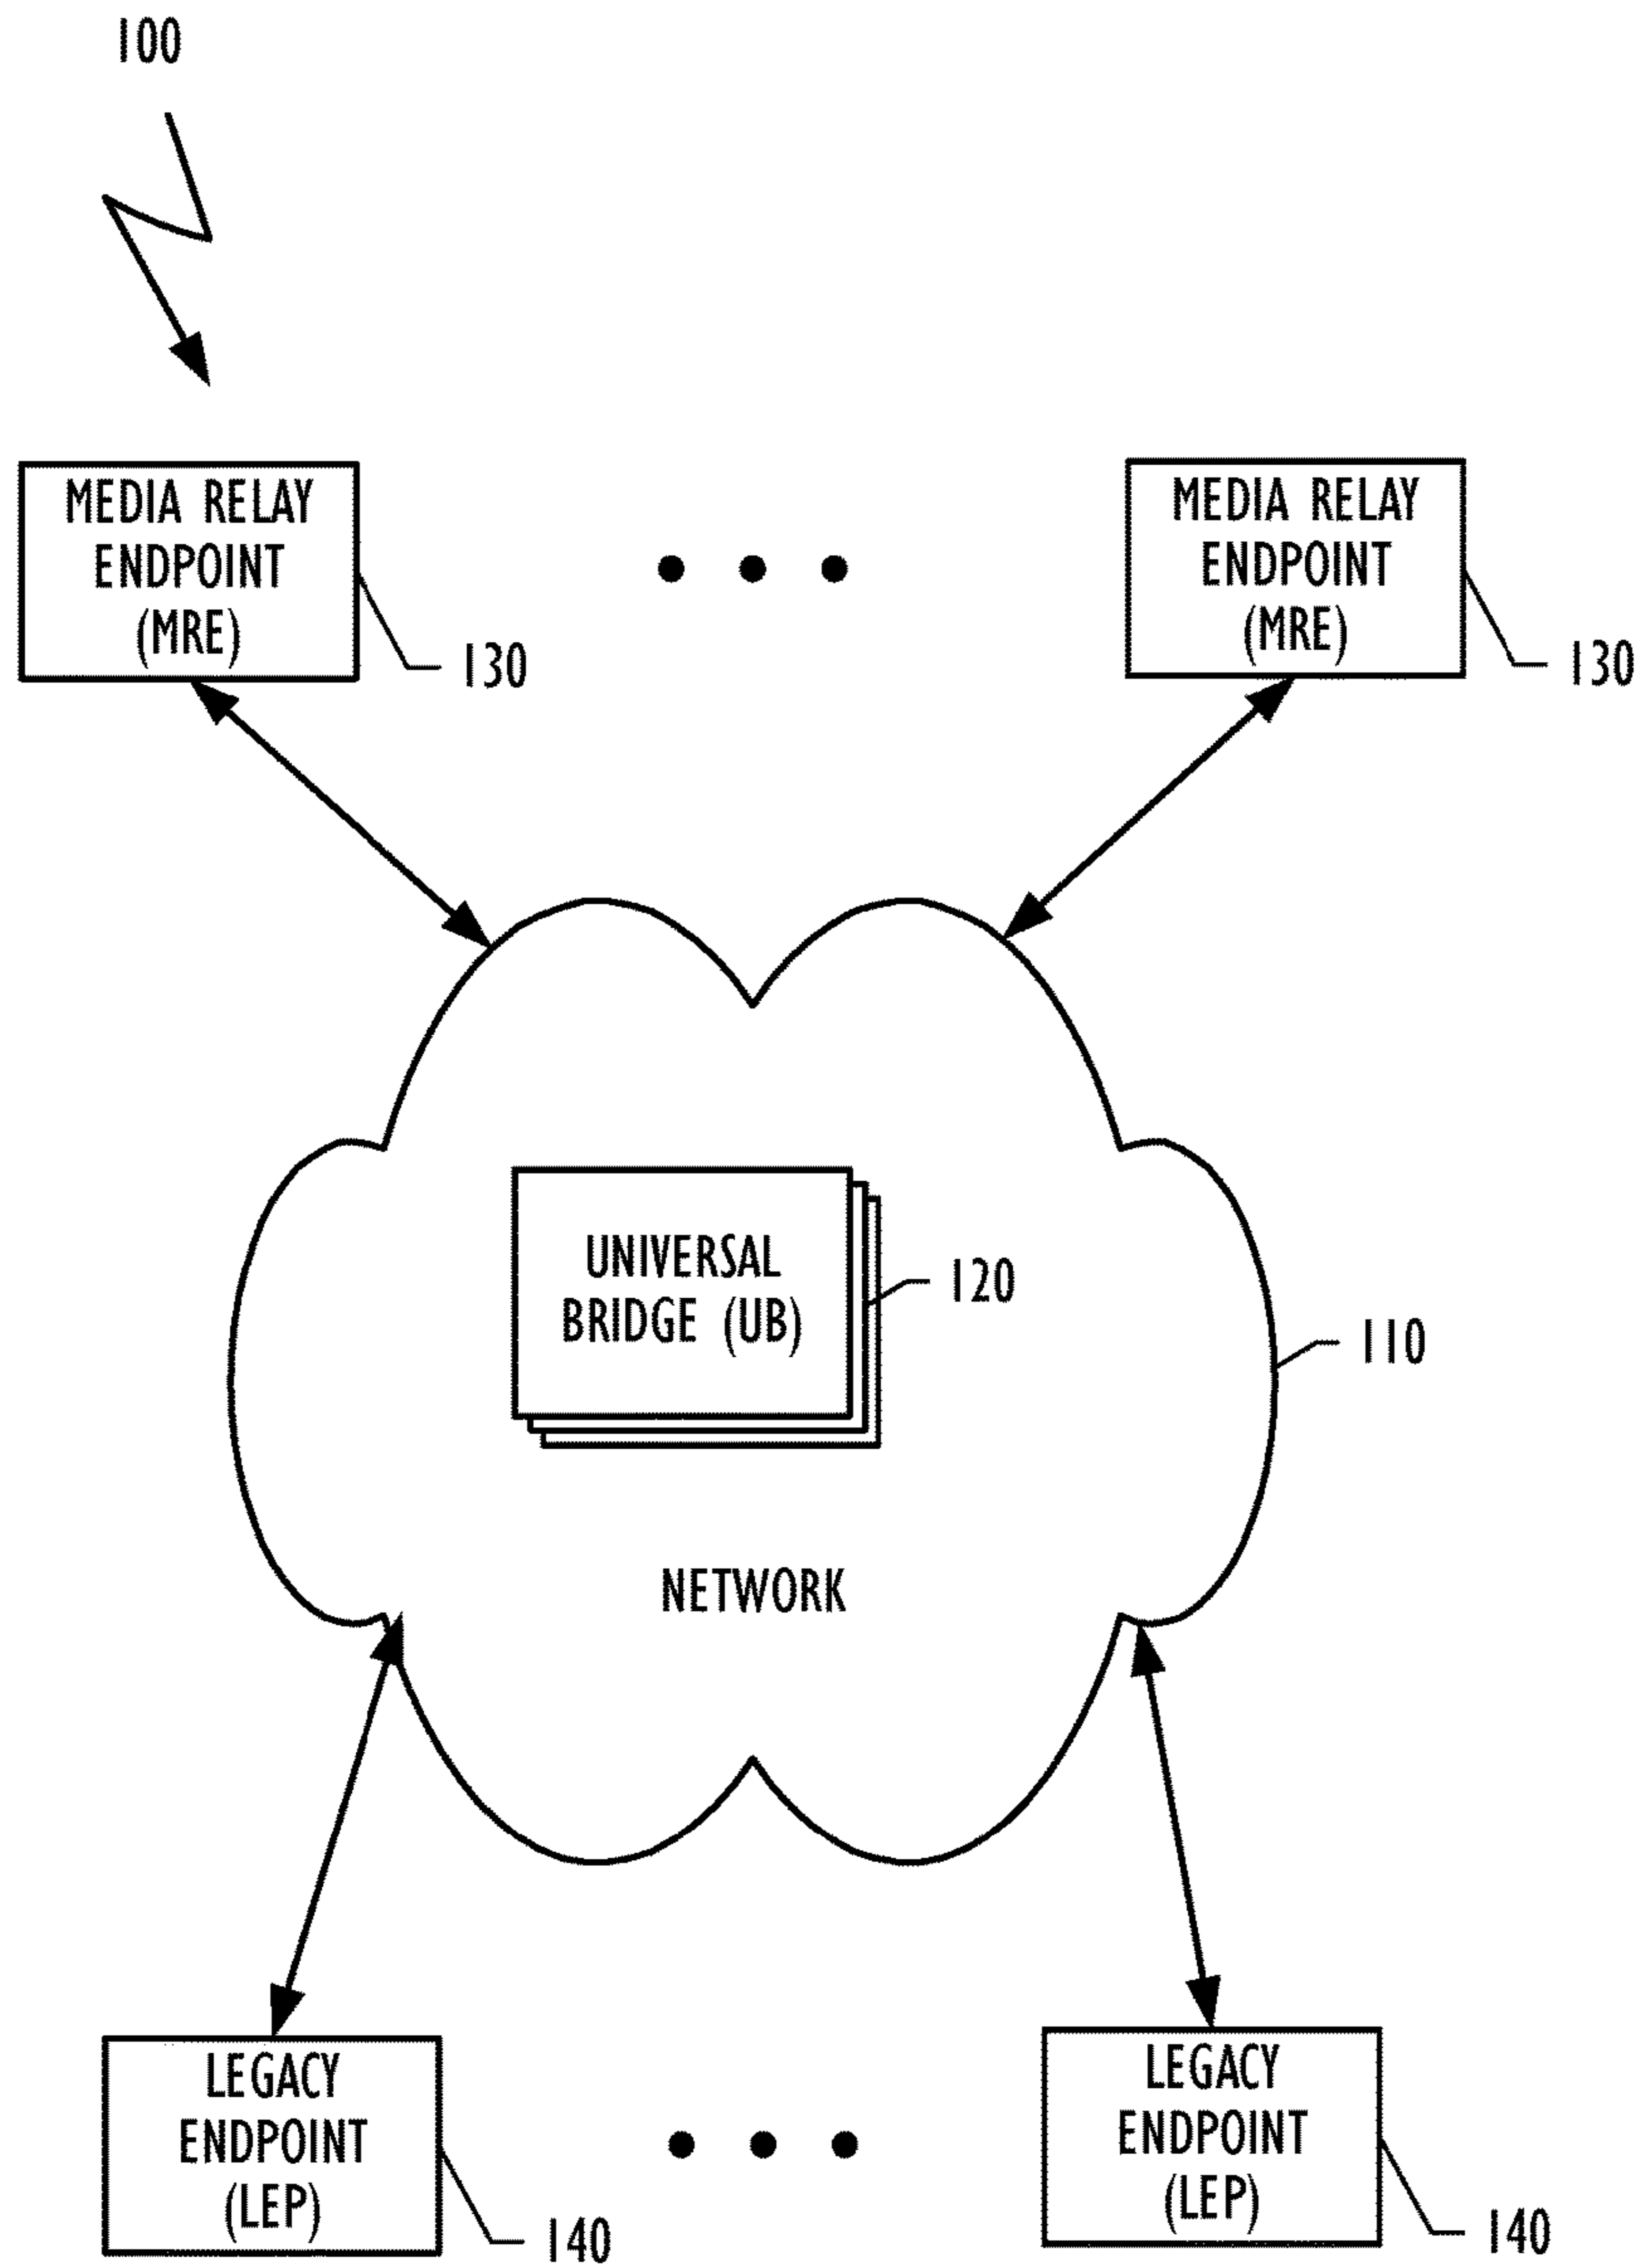 100
MEDIA RELAY
ENDPOINT
(MRE)
130
MEDIA RELAY
ENDPOINT
(MRE)
130
UNIVERSAL
BRIDGE (UB)
120
110
NETWORK
LEGACY
ENDPOINT
(LEP)
140
LEGACY
ENDPOINT
(LEP)
140